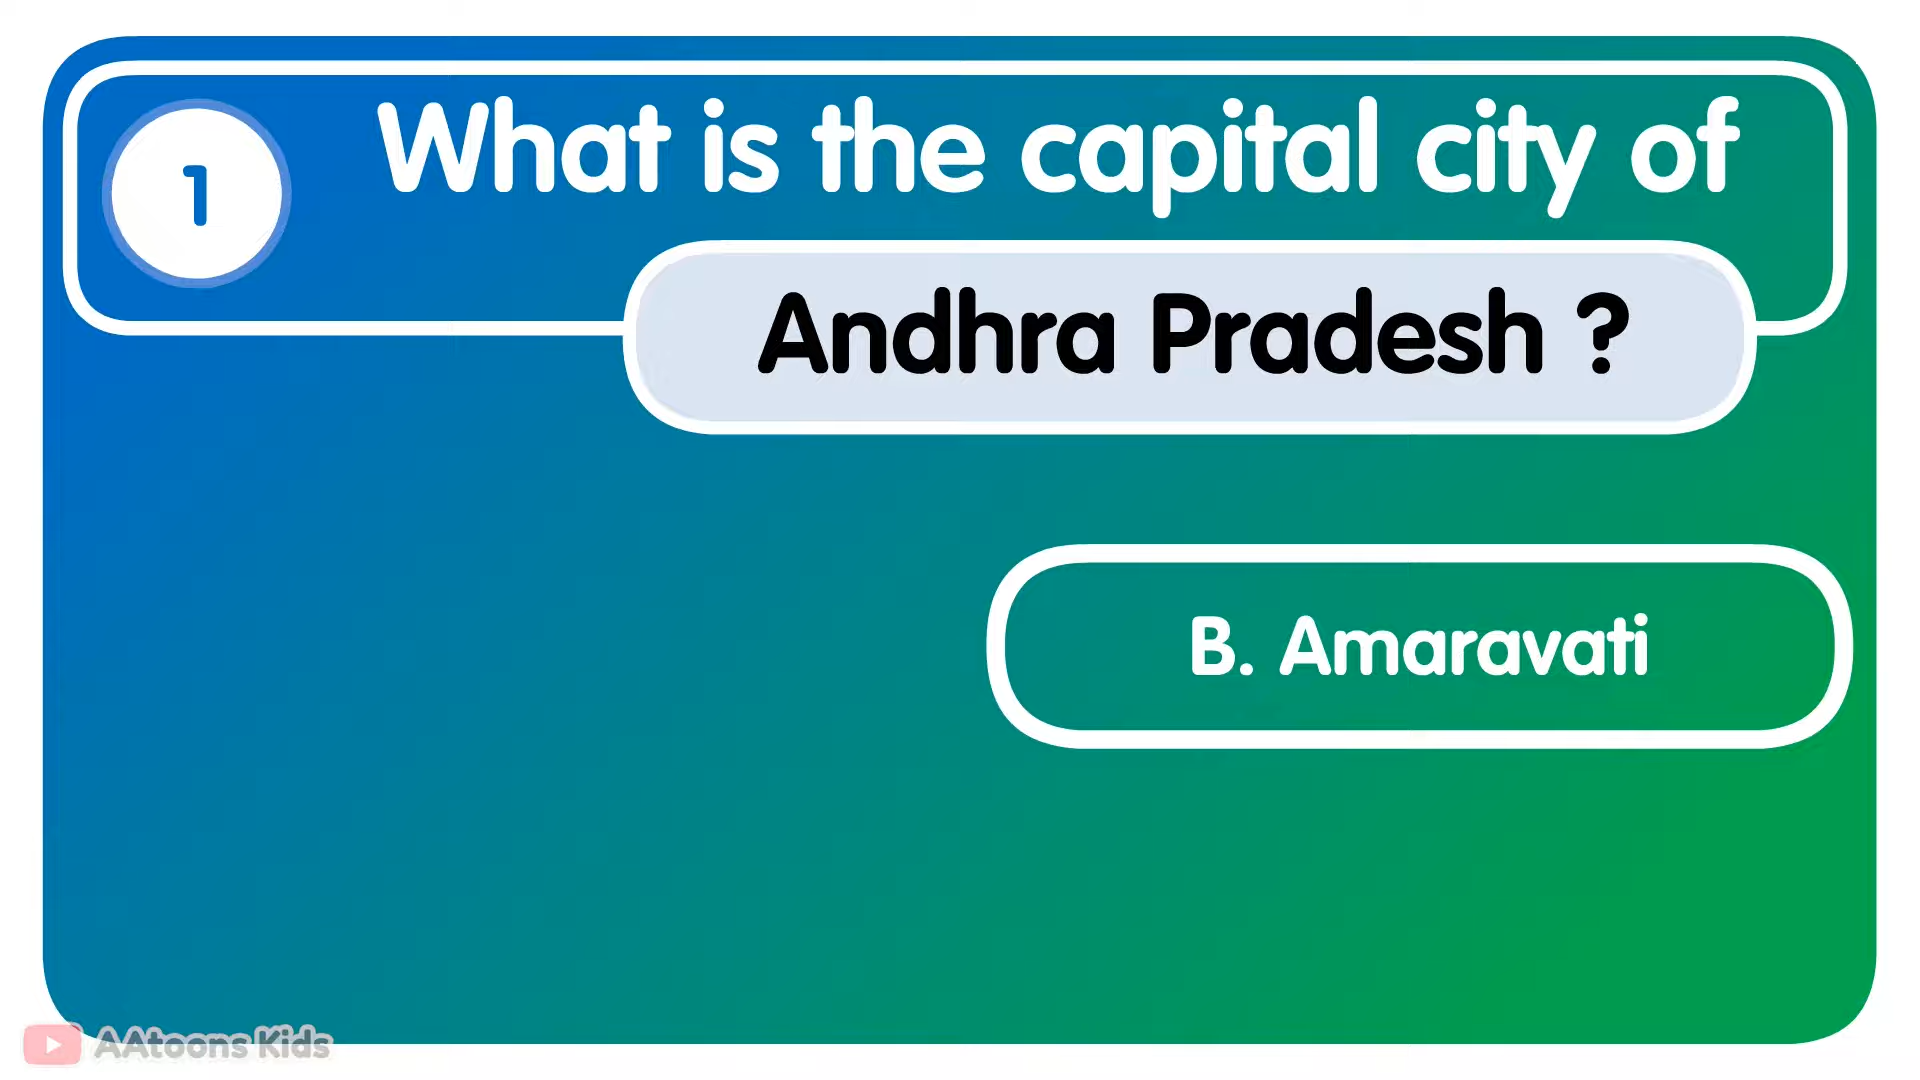 1
What is the capital city of
Andhra Pradesh ?
B. Amaravati
AAtoons Kids